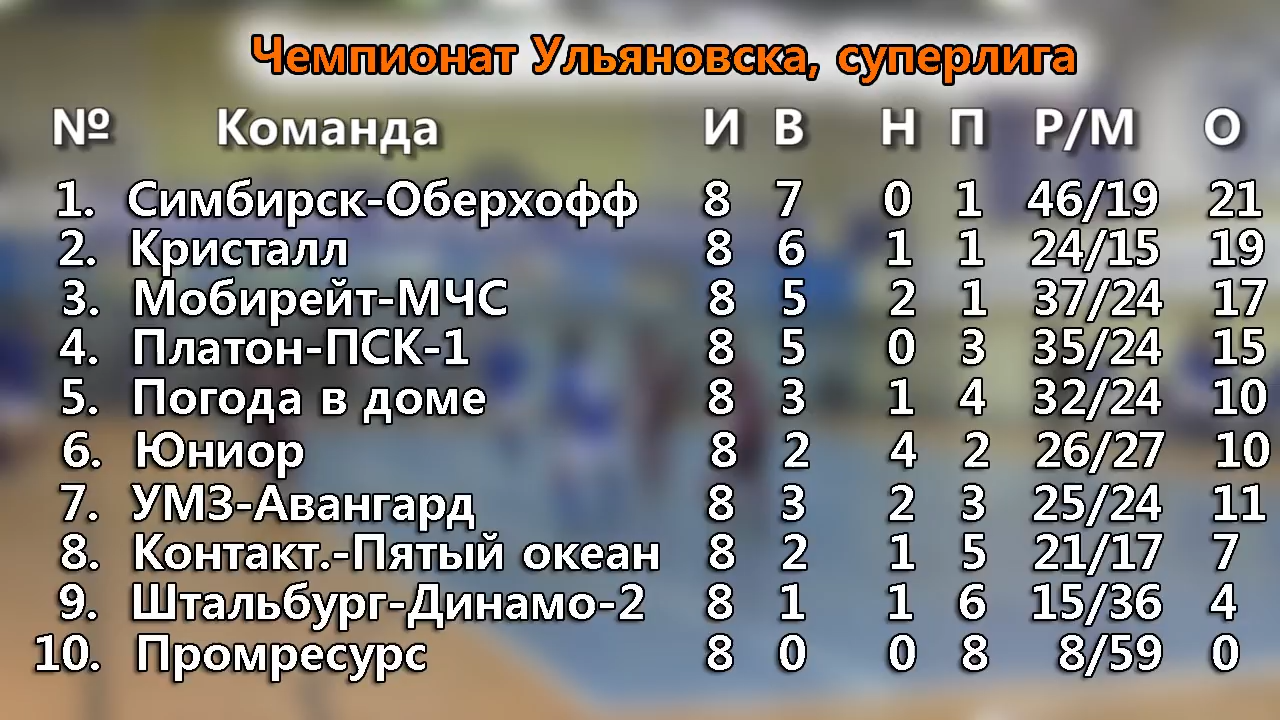 Чемпионат Ульяновска, суперлига
№ Команда И В Н П Р/М О
1. Симбирск-Оберхофф 8 7 0 1 46/19 21
2. Кристалл 8 6 1 1 24/15 19
3. Мобирейт-МЧС 8 5 2 1 37/24 17
4. Платон-ПСК-1 8 5 0 3 35/24 15
5. Погода в доме 8 3 1 4 32/24 10
6. Юниор 8 2 4 2 26/27 10
7. УМЗ-Авангард 8 3 2 3 25/24 11
8. Контакт.-Пятый океан 8 2 1 5 21/17 7
9. Штальбург-Динамо-2 8 1 1 6 15/36 4
10. Промресурс 8 0 0 8 8/59 0